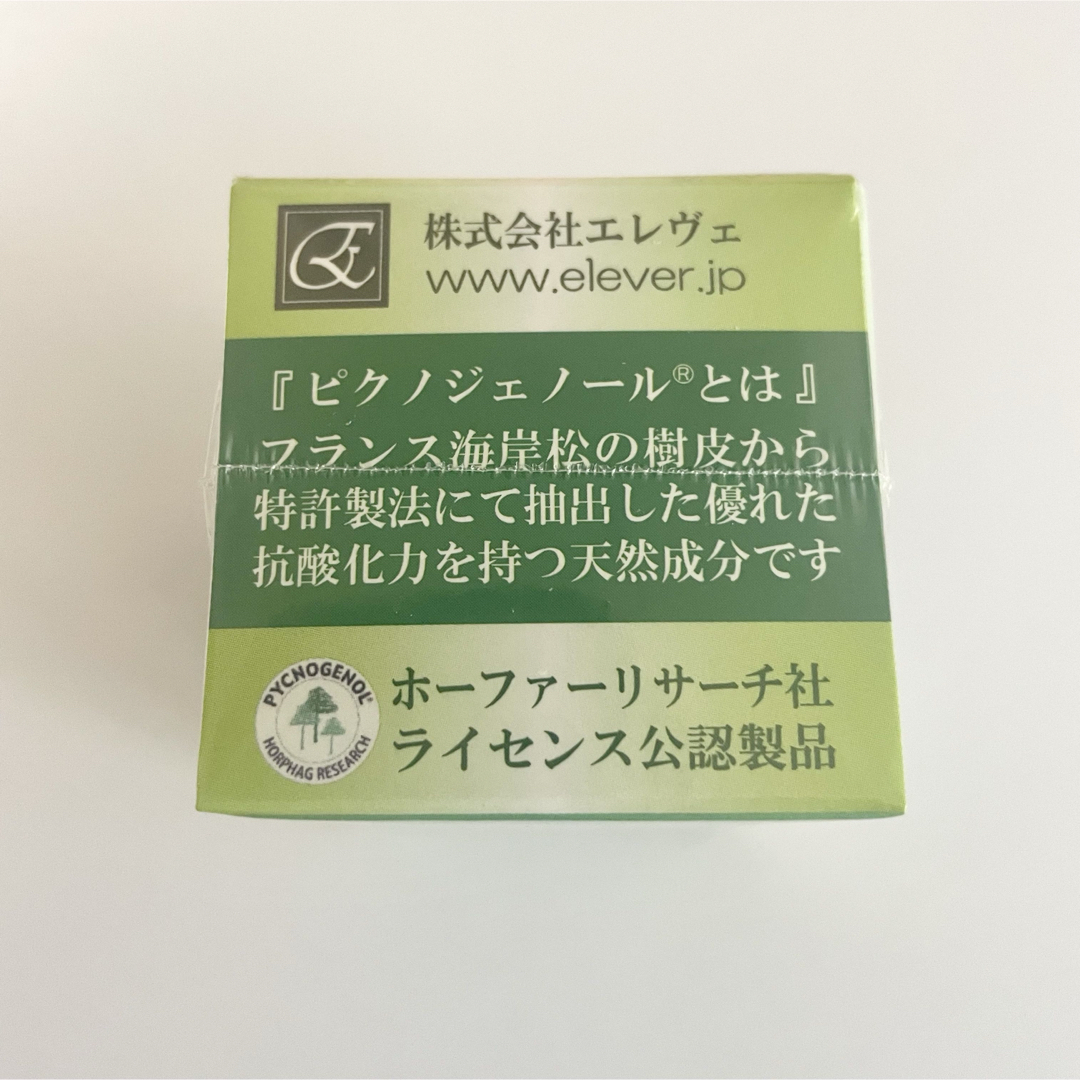 株式会社エレヴェ
www.elever.jp
『ピクノジェノール®とは』
フランス海岸松の樹皮から
特許製法にて抽出した優れた
抗酸化力を持つ天然成分です
PYCNOGENOL®
HORPHAG RESEARCH
ホーファーリサーチ社
ライセンス公認製品